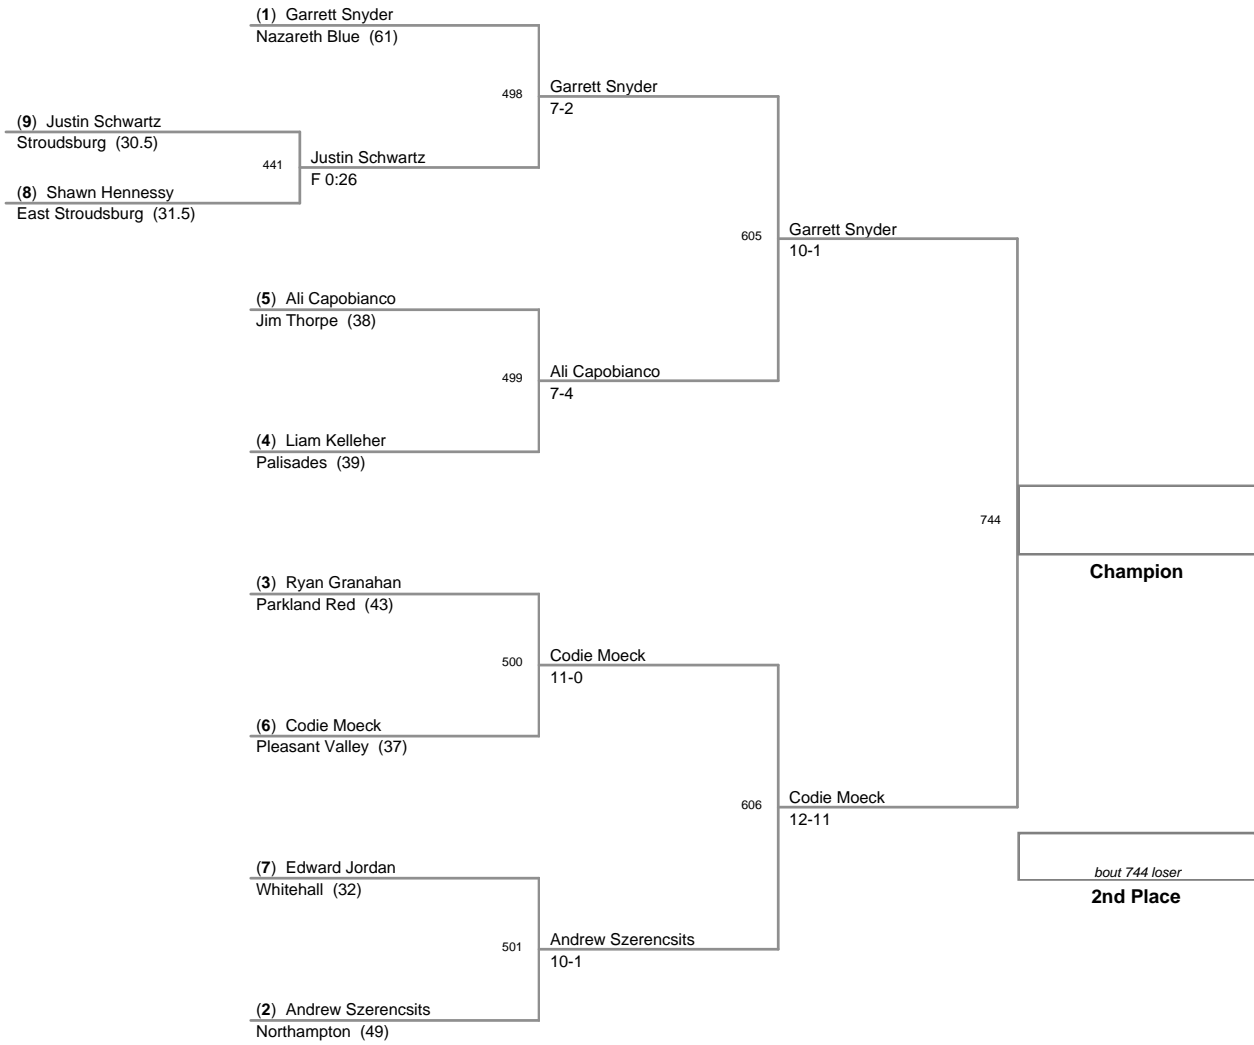 (1) Garrett Snyder
Nazareth Blue (61)
498
Garrett Snyder
7-2
(9) Justin Schwartz
Stroudsburg (30.5)
441
Justin Schwartz
F 0:26
(8) Shawn Hennessy
East Stroudsburg (31.5)
605
Garrett Snyder
10-1
(5) Ali Capobianco
Jim Thorpe (38)
499
Ali Capobianco
7-4
(4) Liam Kelleher
Palisades (39)
744
Champion
(3) Ryan Granahan
Parkland Red (43)
500
Codie Moeck
11-0
(6) Codie Moeck
Pleasant Valley (37)
606
Codie Moeck
12-11
(7) Edward Jordan
Whitehall (32)
bout 744 loser
2nd Place
501
Andrew Szerencsits
10-1
(2) Andrew Szerencsits
Northampton (49)